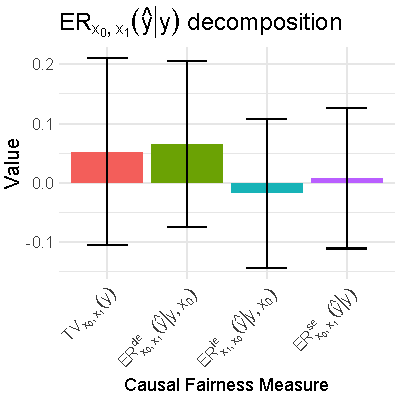 ER_{x₀, x₁}(ŷ|y) decomposition
Value
0.2
0.1
0.0
-0.1
TV_{x₀, x₁}(y)
ER^{de}_{x₀, x₁}(ŷ|y, x₀)
ER^{ie}_{x₁, x₀}(ŷ|y, x₀)
ER^{se}_{x₀, x₁}(ŷ|y)
Causal Fairness Measure